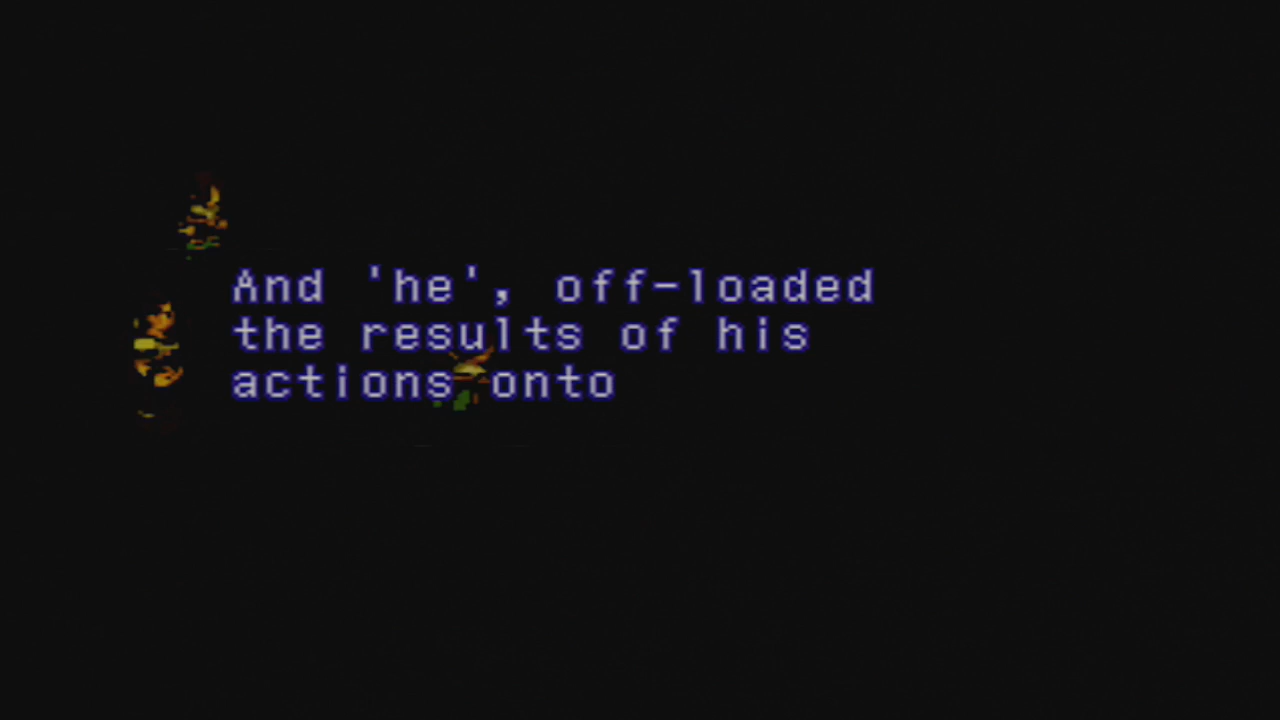 And 'he', off-loaded
the results of his
actions onto